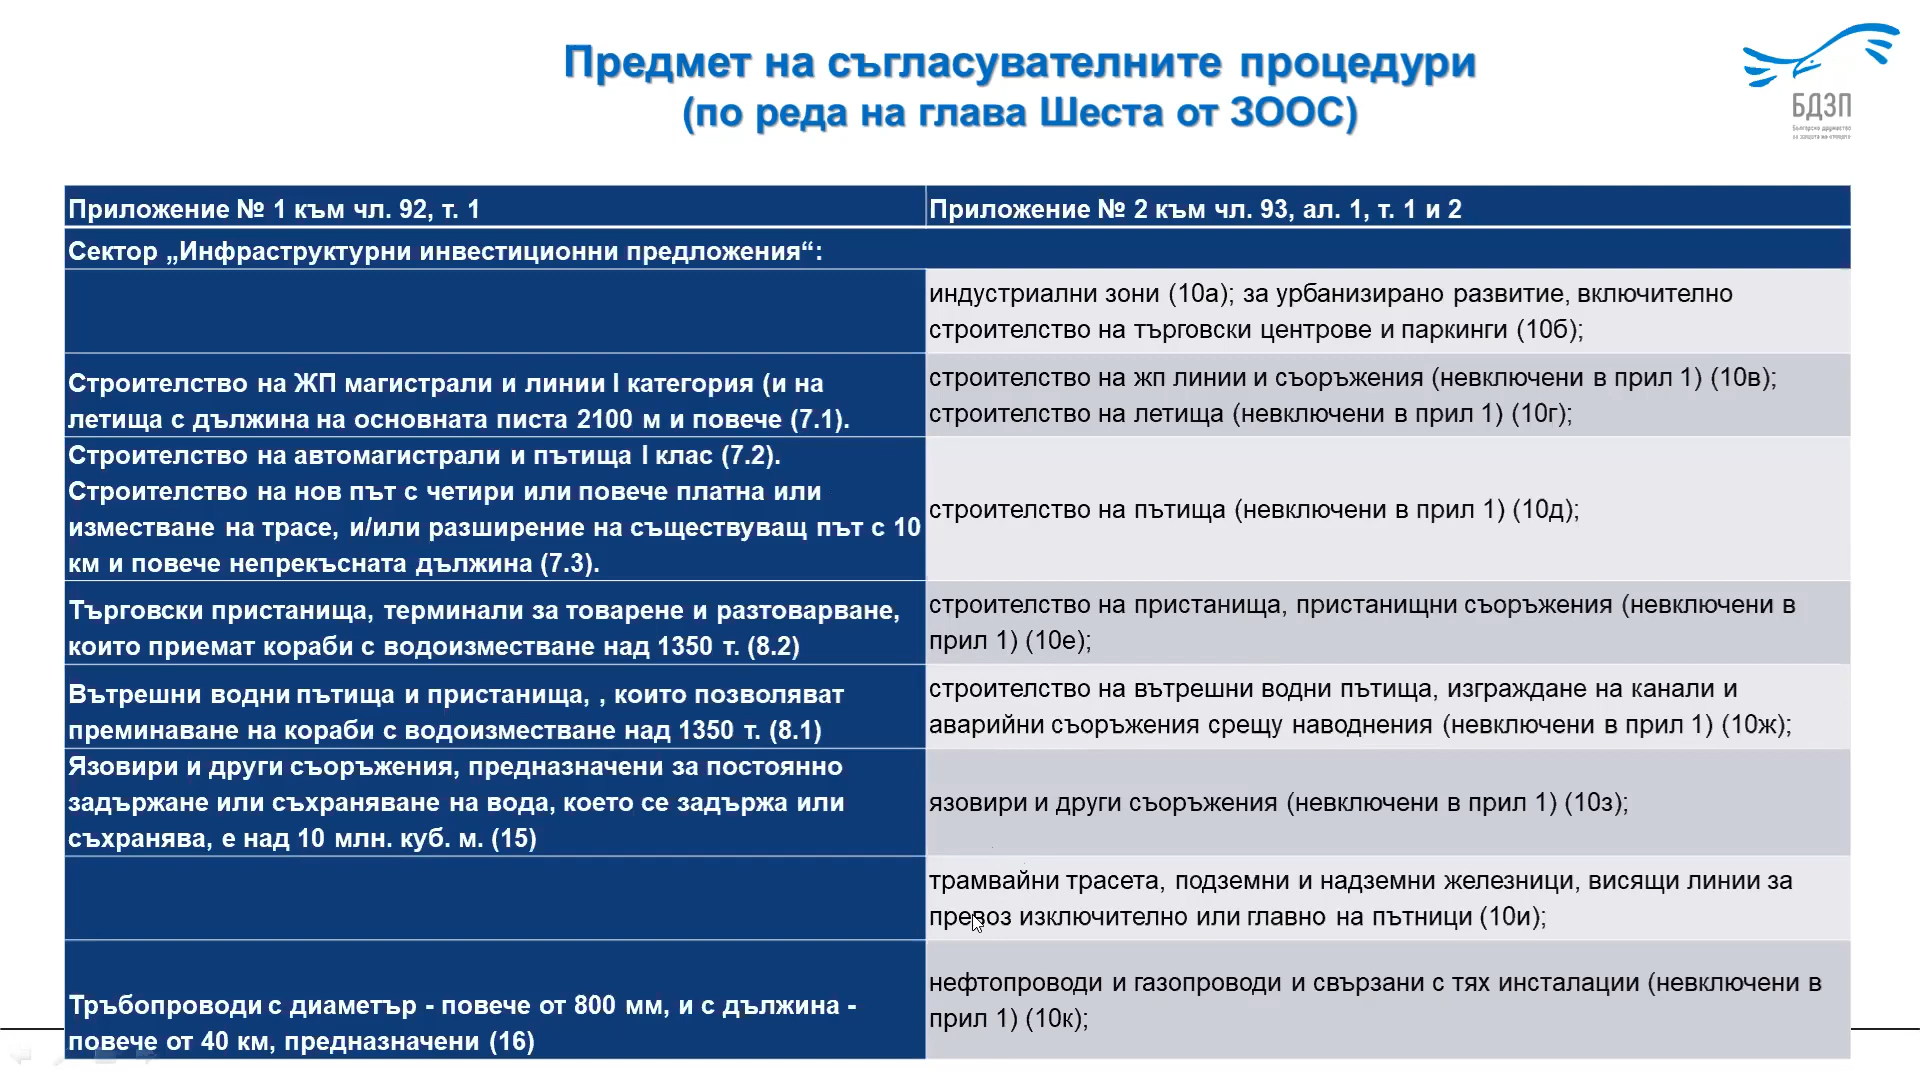 Предмет на съгласувателните процедури
(по реда на глава Шеста от ЗООС)
БДЗП
Българско дружество
за защита на птиците
Приложение № 1 към чл. 92, т. 1
Приложение № 2 към чл. 93, ал. 1, т. 1 и 2
Сектор „Инфраструктурни инвестиционни предложения“:
индустриални зони (10а); за урбанизирано развитие, включително
строителство на търговски центрове и паркинги (10б);
Строителство на ЖП магистрали и линии I категория (и на
летища с дължина на основната писта 2100 м и повече (7.1).
строителство на жп линии и съоръжения (невключени в прил 1) (10в);
строителство на летища (невключени в прил 1) (10г);
Строителство на автомагистрали и пътища I клас (7.2).
Строителство на нов път с четири или повече платна или
изместване на трасе, и/или разширение на съществуващ път с 10
км и повече непрекъсната дължина (7.3).
строителство на пътища (невключени в прил 1) (10д);
Търговски пристанища, терминали за товарене и разтоварване,
които приемат кораби с водоизместване над 1350 т. (8.2)
строителство на пристанища, пристанищни съоръжения (невключени в
прил 1) (10е);
Вътрешни водни пътища и пристанища, , които позволяват
преминаване на кораби с водоизместване над 1350 т. (8.1)
строителство на вътрешни водни пътища, изграждане на канали и
аварийни съоръжения срещу наводнения (невключени в прил 1) (10ж);
Язовири и други съоръжения, предназначени за постоянно
задържане или съхраняване на вода, което се задържа или
съхранява, е над 10 млн. куб. м. (15)
язовири и други съоръжения (невключени в прил 1) (10з);
трамвайни трасета, подземни и надземни железници, висящи линии за
превоз изключително или главно на пътници (10и);
Тръбопроводи с диаметър - повече от 800 мм, и с дължина -
повече от 40 км, предназначени (16)
нефтопроводи и газопроводи и свързани с тях инсталации (невключени в
прил 1) (10к);